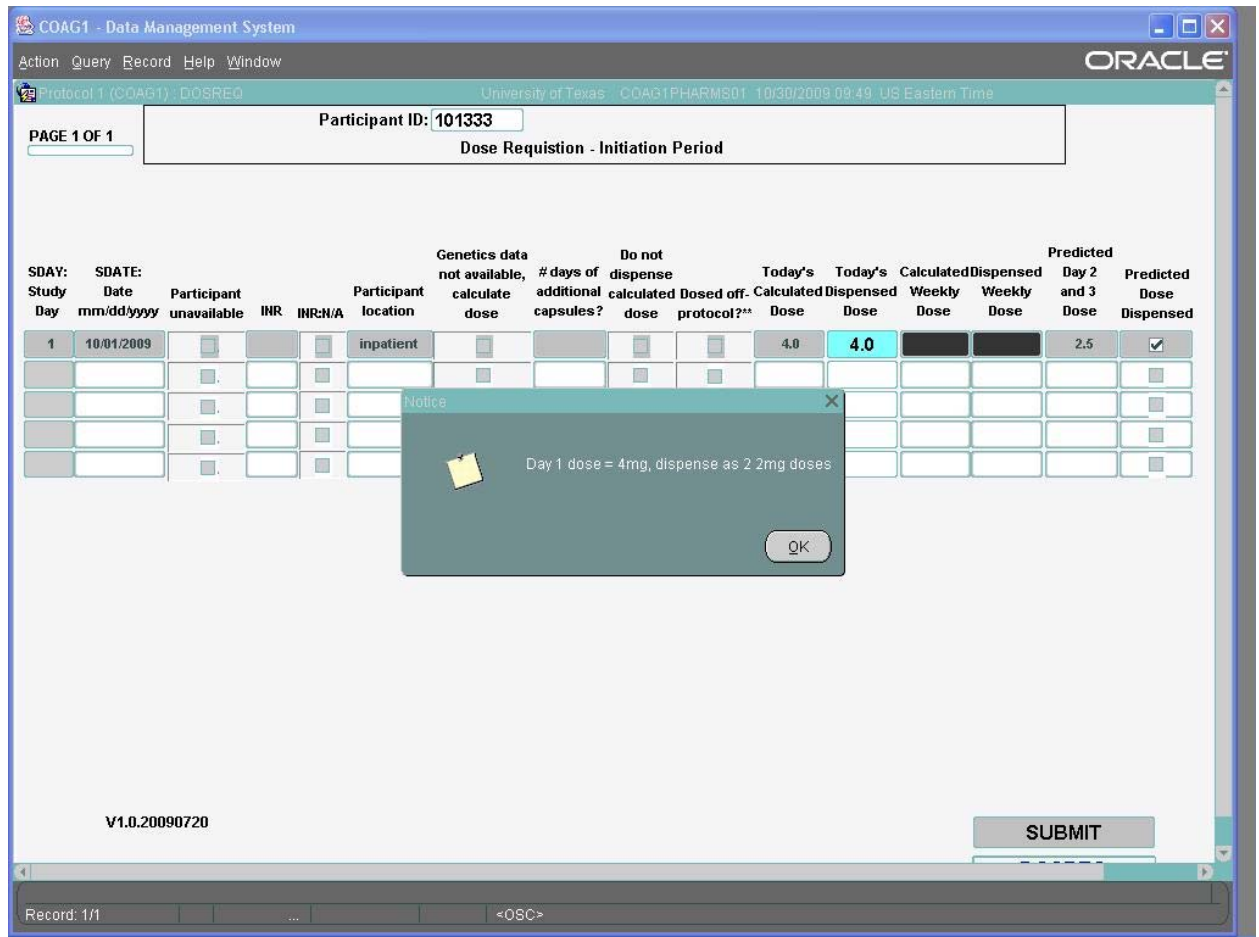 COAG1 - Data Management System
Action Query Record Help Window
ORACLE
Protocol 1 (COAG1) : DOSREQ University of Texas COAG1PHARMS01 10/30/2009 09:49 US Eastern Time
PAGE 1 OF 1
Participant ID: 101333
Dose Requistion - Initiation Period
SDAY: Study Day
SDATE: Date mm/dd/yyyy
Participant unavailable
INR
INR:N/A
Participant location
Genetics data not available, calculate dose
# days of additional capsules?
Do not dispense calculated dose
Dosed off-protocol?**
Today's Calculated Dose
Today's Dispensed Dose
Calculated Weekly Dose
Dispensed Weekly Dose
Predicted Day 2 and 3 Dose
Predicted Dose Dispensed
1 10/01/2009 inpatient 4.0 4.0 2.5
Notice
Day 1 dose = 4mg, dispense as 2 2mg doses
OK
V1.0.20090720
SUBMIT
Record: 1/1 ... <OSC>